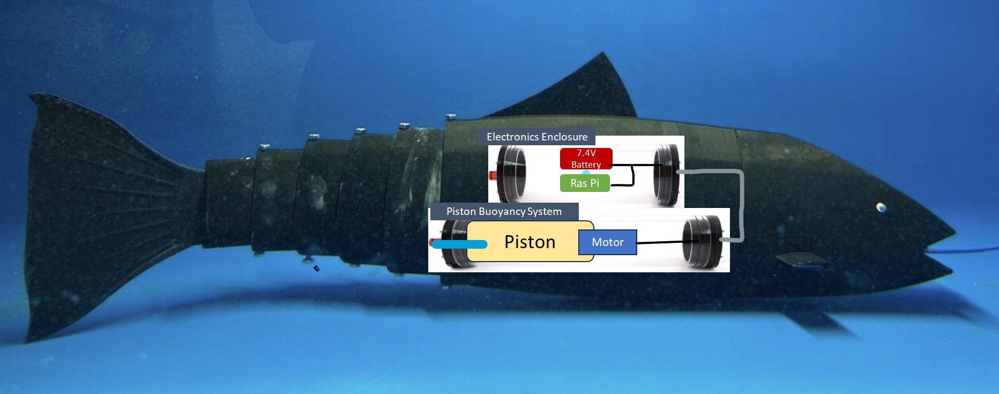 Electronics Enclosure
7.4V
Battery
Ras Pi
Piston Buoyancy System
Piston
Motor